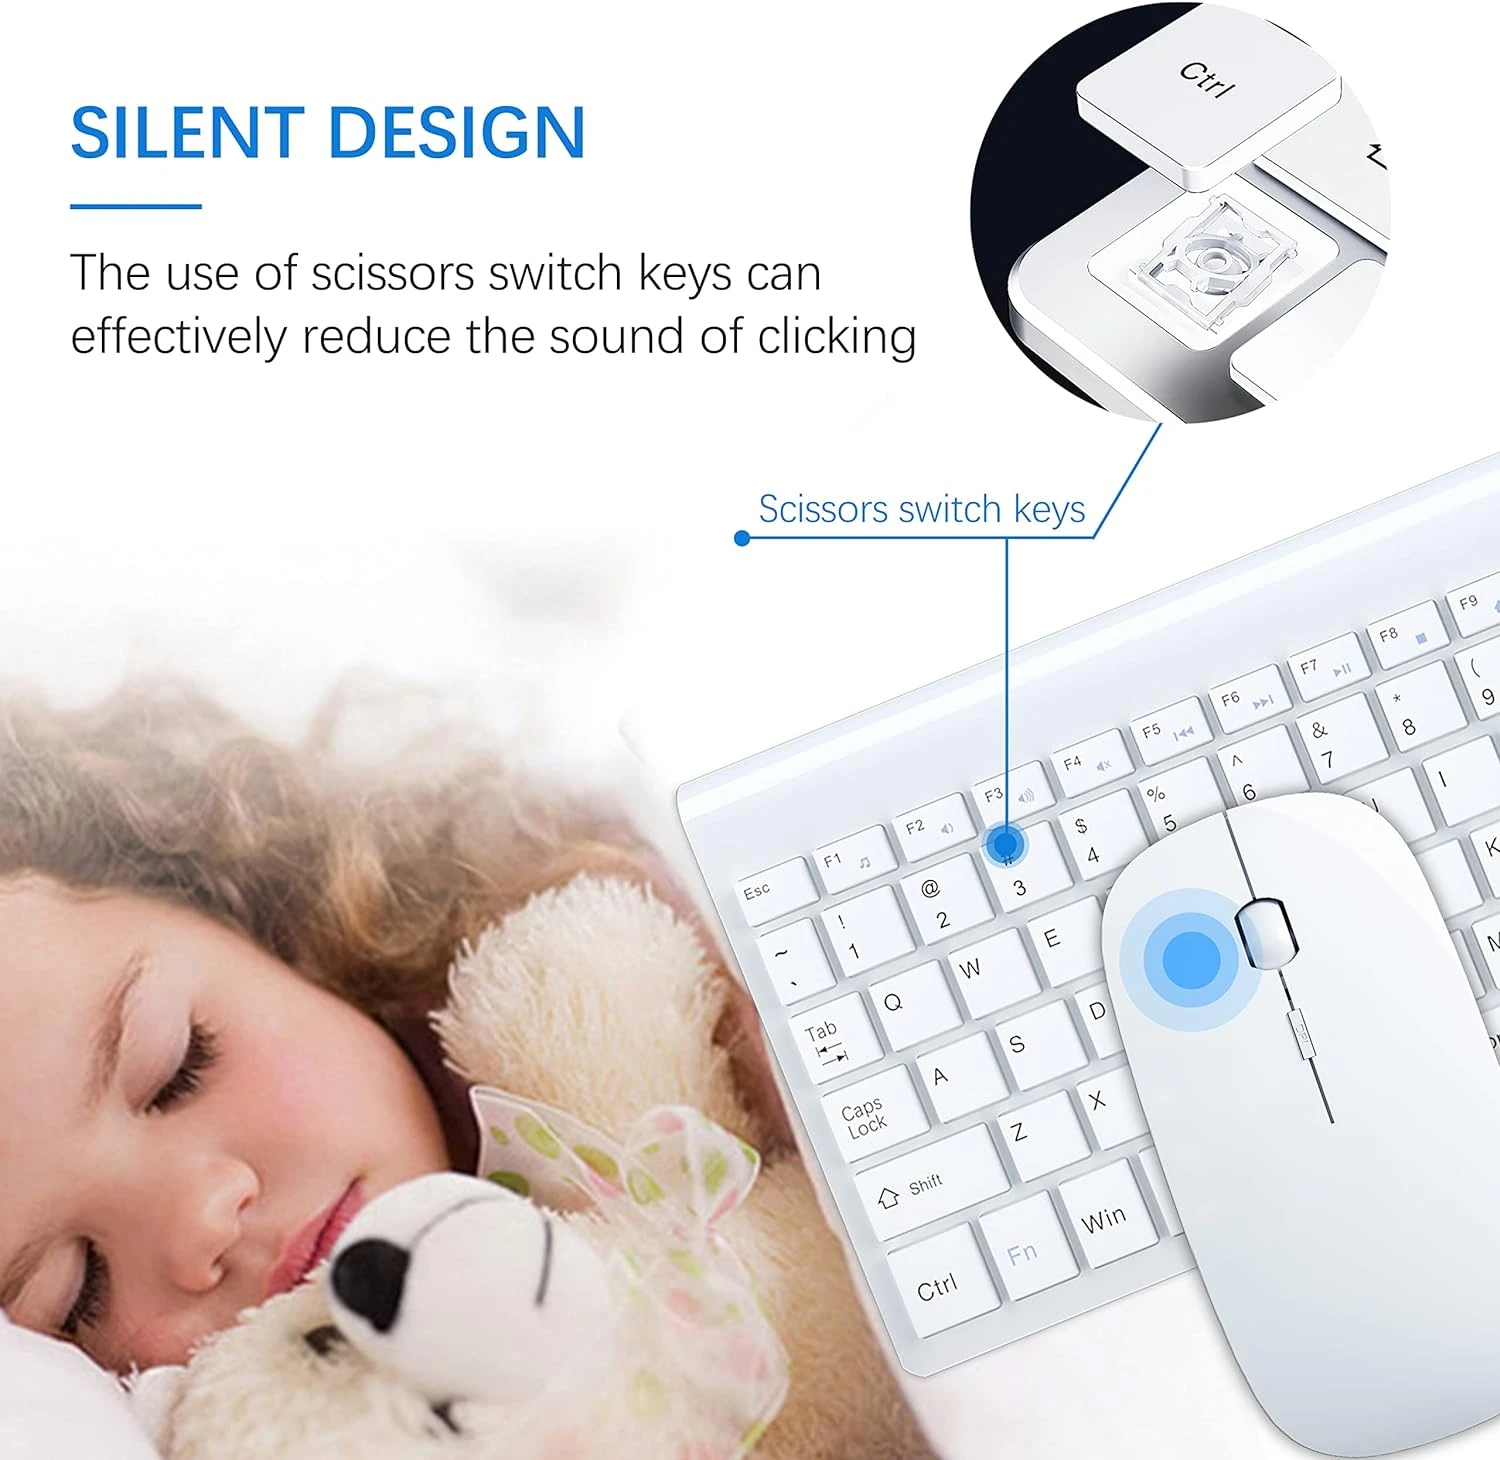 SILENT DESIGN
The use of scissors switch keys can
effectively reduce the sound of clicking
Ctrl
Scissors switch keys
Esc F1 F2 F3 F4 F5 F6 F7 F8 F9
~ ! @ # $ % ^ & * (
` 1 2 3 4 5 6 7 8 9
Tab Q W E I
Caps Lock A S D K
Shift Z X M
Ctrl Fn Win